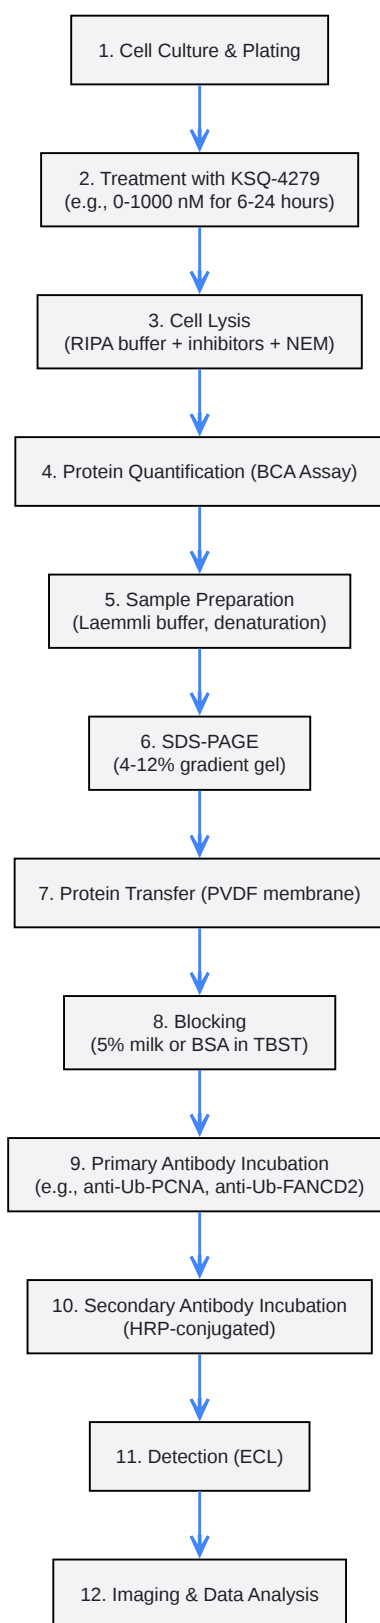 1. Cell Culture & Plating
2. Treatment with KSQ-4279
(e.g., 0-1000 nM for 6-24 hours)
3. Cell Lysis
(RIPA buffer + inhibitors + NEM)
4. Protein Quantification (BCA Assay)
5. Sample Preparation
(Laemmli buffer, denaturation)
6. SDS-PAGE
(4-12% gradient gel)
7. Protein Transfer (PVDF membrane)
8. Blocking
(5% milk or BSA in TBST)
9. Primary Antibody Incubation
(e.g., anti-Ub-PCNA, anti-Ub-FANCD2)
10. Secondary Antibody Incubation
(HRP-conjugated)
11. Detection (ECL)
12. Imaging & Data Analysis